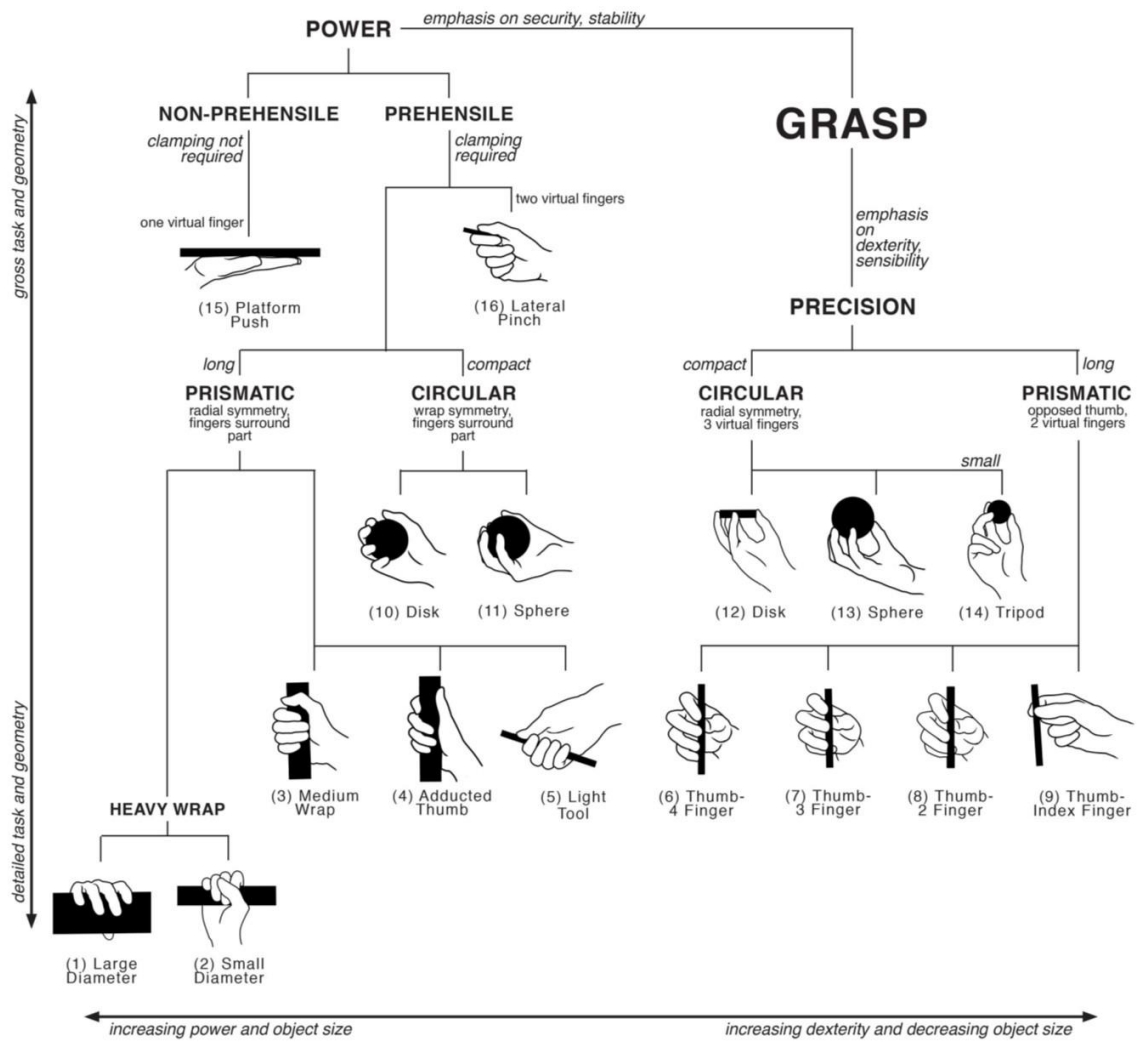 emphasis on security, stability
POWER
GRASP
NON-PREHENSILE
clamping not
required
PREHENSILE
clamping
required
one virtual finger
two virtual fingers
(15) Platform
Push
(16) Lateral
Pinch
emphasis
on
dexterity,
sensibility
PRECISION
long
PRISMATIC
radial symmetry,
fingers surround
part
compact
CIRCULAR
wrap symmetry,
fingers surround
part
compact
CIRCULAR
radial symmetry,
3 virtual fingers
long
PRISMATIC
opposed thumb,
2 virtual fingers
small
(10) Disk
(11) Sphere
(12) Disk
(13) Sphere
(14) Tripod
(3) Medium
Wrap
(4) Adducted
Thumb
(5) Light
Tool
(6) Thumb-
4 Finger
(7) Thumb-
3 Finger
(8) Thumb-
2 Finger
(9) Thumb-
Index Finger
HEAVY WRAP
(1) Large
Diameter
(2) Small
Diameter
gross task and geometry
detailed task and geometry
increasing power and object size
increasing dexterity and decreasing object size